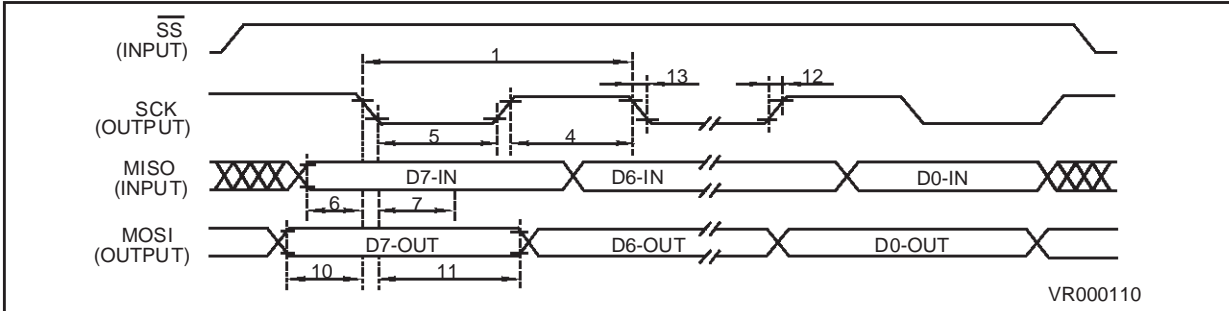 SS
(INPUT)
1
13
12
SCK
(OUTPUT)
5
4
MISO
(INPUT)
D7-IN
D6-IN
D0-IN
6
7
MOSI
(OUTPUT)
D7-OUT
D6-OUT
D0-OUT
10
11
VR000110